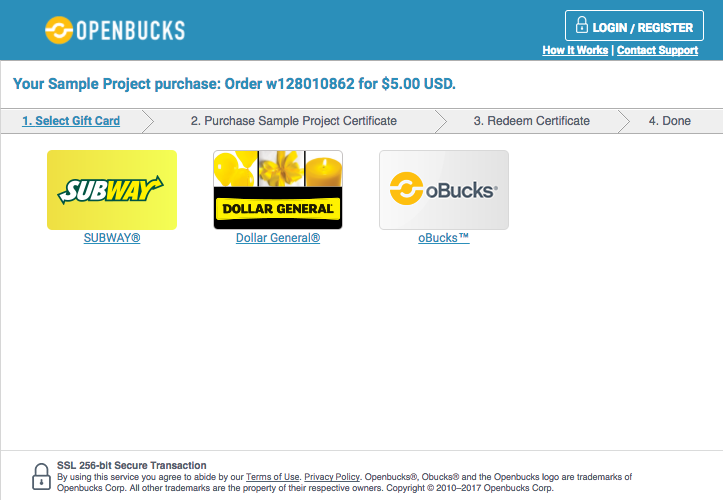 OPENBUCKS
LOGIN / REGISTER
How It Works | Contact Support
Your Sample Project purchase: Order w128010862 for $5.00 USD.
1. Select Gift Card
2. Purchase Sample Project Certificate
3. Redeem Certificate
4. Done
SUBWAY
DOLLAR GENERAL
oBucks®
SUBWAY®
Dollar General®
oBucks™
SSL 256-bit Secure Transaction
By using this service you agree to abide by our Terms of Use. Privacy Policy. Openbucks®, Obucks® and the Openbucks logo are trademarks of
Openbucks Corp. All other trademarks are the property of their respective owners. Copyright © 2010–2017 Openbucks Corp.